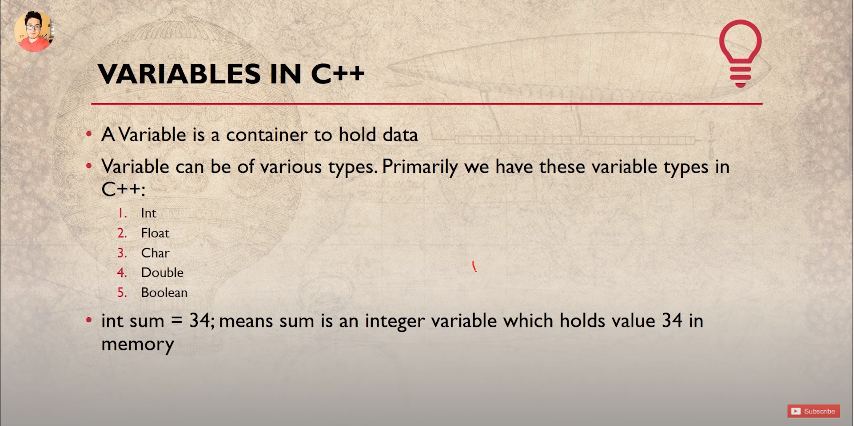 VARIABLES IN C++
• A Variable is a container to hold data
• Variable can be of various types. Primarily we have these variable types in
C++:
1. Int
2. Float
3. Char
4. Double
5. Boolean
• int sum = 34; means sum is an integer variable which holds value 34 in
memory
Subscribe